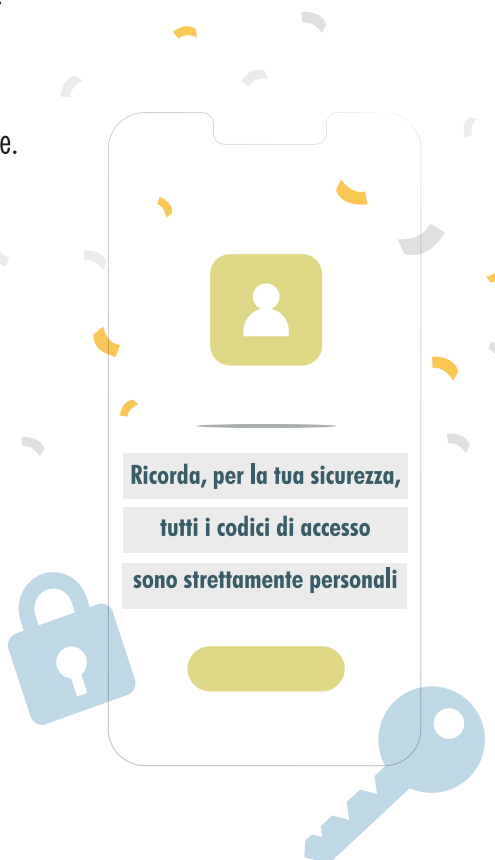 e.
Ricorda, per la tua sicurezza,
tutti i codici di accesso
sono strettamente personali